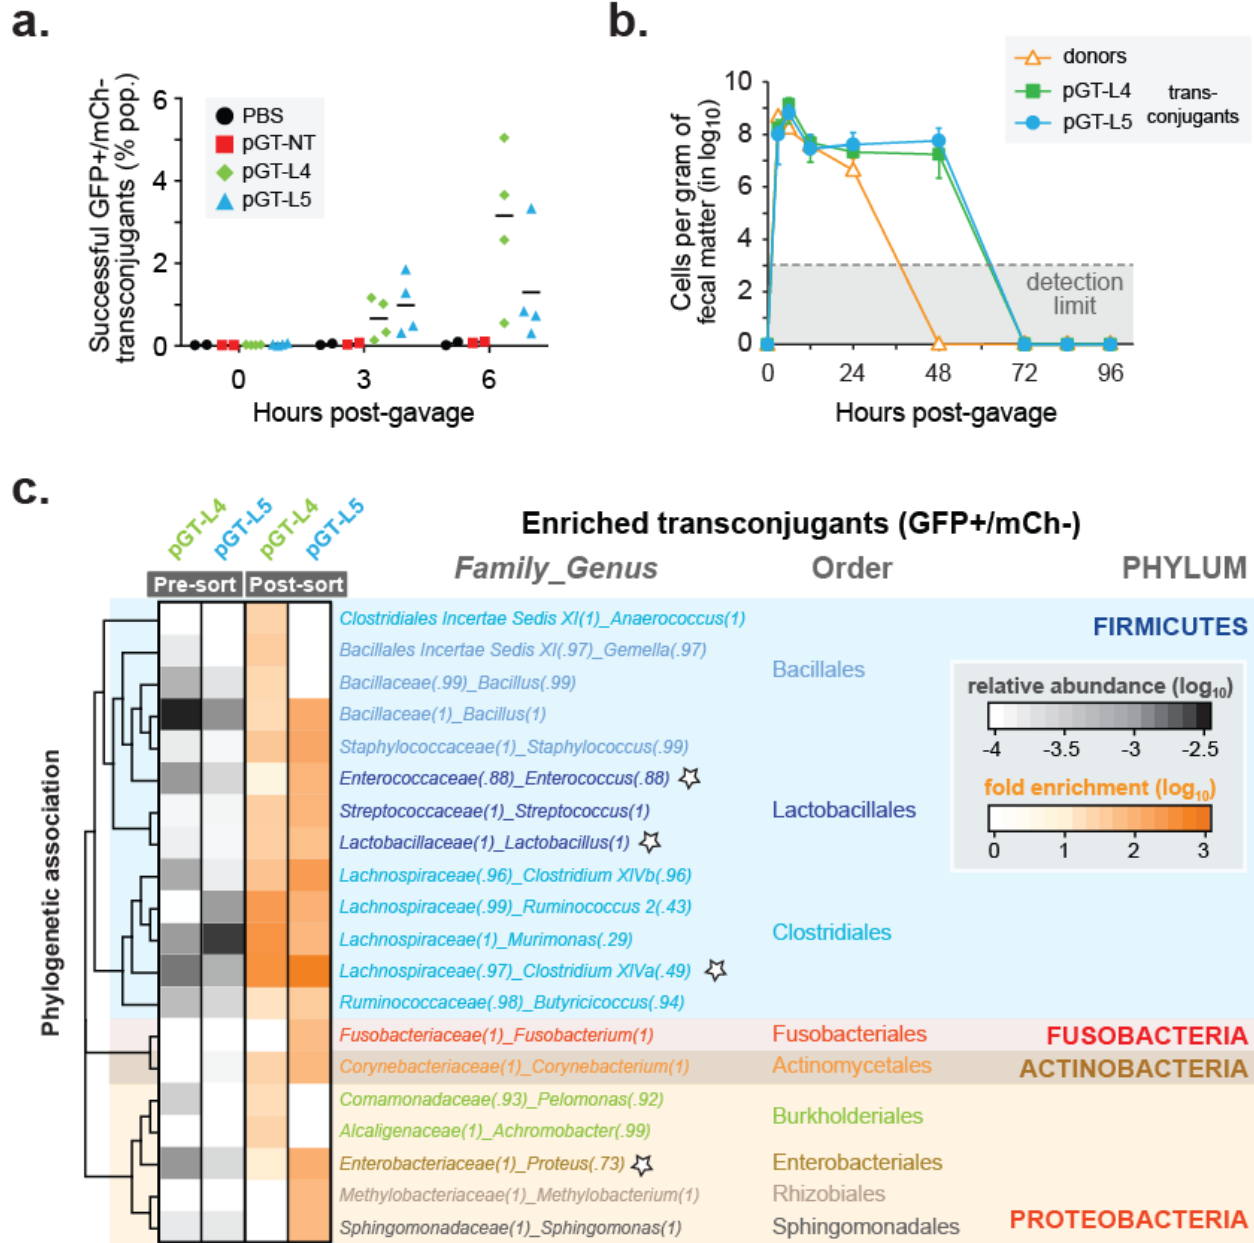 a.
Successful GFP+/mCh-
transconjugants (% pop.)
6
4
2
0
PBS
pGT-NT
pGT-L4
pGT-L5
0 3 6
Hours post-gavage
b.
donors
pGT-L4
pGT-L5
trans-
conjugants
Cells per gram of
fecal matter (in log10)
10
8
6
4
2
0
detection
limit
0 24 48 72 96
Hours post-gavage
c.
pGT-L4 pGT-L5 pGT-L4 pGT-L5
Pre-sort Post-sort
Enriched transconjugants (GFP+/mCh-)
Family_Genus Order PHYLUM
Phylogenetic association
Clostridiales Incertae Sedis XI(1)_Anaerococcus(1)
FIRMICUTES
Bacillales Incertae Sedis XI(.97)_Gemella(.97)
Bacillales
Bacillaceae(.99)_Bacillus(.99)
Bacillaceae(1)_Bacillus(1)
Staphylococcaceae(1)_Staphylococcus(.99)
Enterococcaceae(.88)_Enterococcus(.88)
Streptococcaceae(1)_Streptococcus(1)
Lactobacillales
Lactobacillaceae(1)_Lactobacillus(1)
Lachnospiraceae(.96)_Clostridium XIVb(.96)
Lachnospiraceae(.99)_Ruminococcus 2(.43)
Lachnospiraceae(1)_Murimonas(.29)
Clostridiales
Lachnospiraceae(.97)_Clostridium XIVa(.49)
Ruminococcaceae(.98)_Butyricicoccus(.94)
relative abundance (log10)
-4 -3.5 -3 -2.5
fold enrichment (log10)
0 1 2 3
Fusobacteriaceae(1)_Fusobacterium(1)
Fusobacteriales
FUSOBACTERIA
Corynebacteriaceae(1)_Corynebacterium(1)
Actinomycetales
ACTINOBACTERIA
Comamonadaceae(.93)_Pelomonas(.92)
Burkholderiales
Alcaligenaceae(1)_Achromobacter(.99)
Enterobacteriaceae(1)_Proteus(.73)
Enterobacteriales
Methylobacteriaceae(1)_Methylobacterium(1)
Rhizobiales
Sphingomonadaceae(1)_Sphingomonas(1)
Sphingomonadales
PROTEOBACTERIA